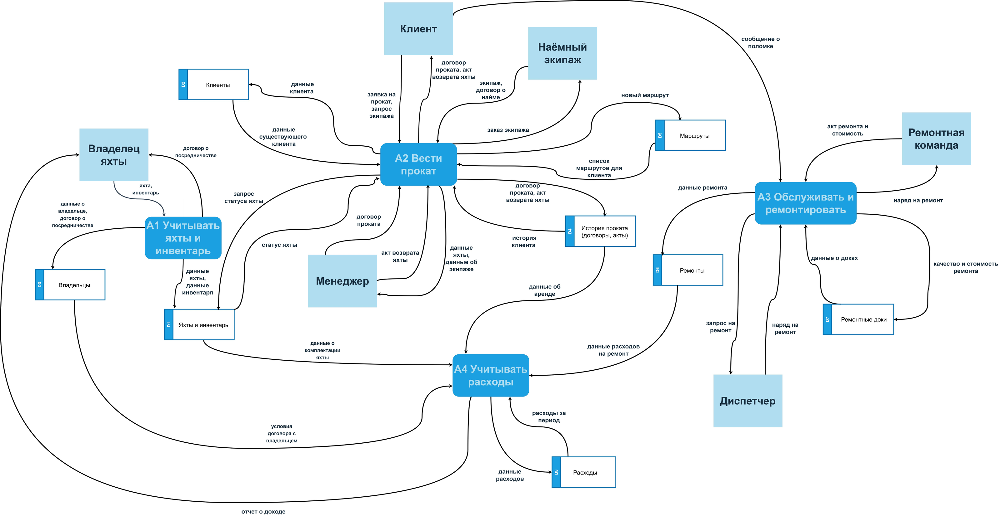 Клиент
Наёмный
экипаж
сообщение о
поломке
договор
проката, акт
возврата яхты
D2
Клиенты
данные
клиента
экипаж,
договор о
найме
заявка на
прокат,
запрос
экипажа
новый маршрут
заказ экипажа
D5
Маршруты
акт ремонта и
стоимость
Ремонтная
команда
данные
существующего
клиента
Владелец
яхты
договор о
посредничестве
А2 Вести
прокат
список
маршрутов для
клиента
яхта,
инвентарь
запрос
статуса яхты
договор
проката, акт
возврата яхты
данные ремонта
А3 Обслуживать и
ремонтировать
наряд на ремонт
данные о
владельце,
договор о
посредничестве
А1 Учитывать
яхты и
инвентарь
договор
проката
D4
История проката
(договоры, акты)
статус яхты
история
клиента
акт возврата
яхты
данные
яхты,
данные об
экипаже
D3
Владельцы
данные
яхты,
данные
инвентаря
Менеджер
D6
Ремонты
данные о доках
качество и стоимость
ремонта
данные об
аренде
D1
Яхты и инвентарь
запрос на
ремонт
наряд на
ремонт
D7
Ремонтные доки
данные о
комплектации
яхты
данные расходов
на ремонт
А4 Учитывать
расходы
Диспетчер
расходы за
период
условия
договора с
владельцем
данные
расходов
D8
Расходы
отчет о доходе